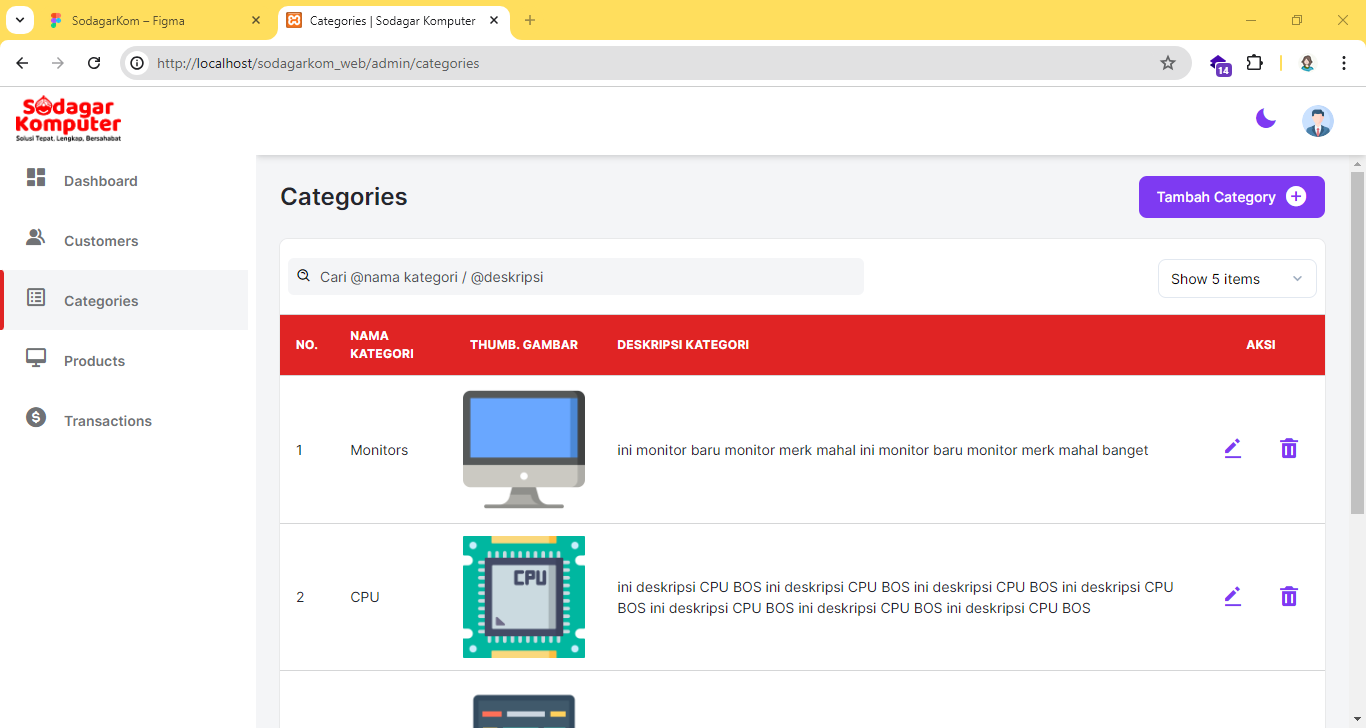 SodagarKom – Figma
Categories | Sodagar Komputer
http://localhost/sodagarkom_web/admin/categories
14
Sodagar
Komputer
Solusi Tepat, Lengkap, Bersahabat
Dashboard
Customers
Categories
Products
Transactions
Categories
Tambah Category
Cari @nama kategori / @deskripsi
Show 5 items
NO.
NAMA
KATEGORI
THUMB. GAMBAR
DESKRIPSI KATEGORI
AKSI
1
Monitors
ini monitor baru monitor merk mahal ini monitor baru monitor merk mahal banget
2
CPU
CPU
ini deskripsi CPU BOS ini deskripsi CPU BOS ini deskripsi CPU BOS ini deskripsi CPU
BOS ini deskripsi CPU BOS ini deskripsi CPU BOS ini deskripsi CPU BOS